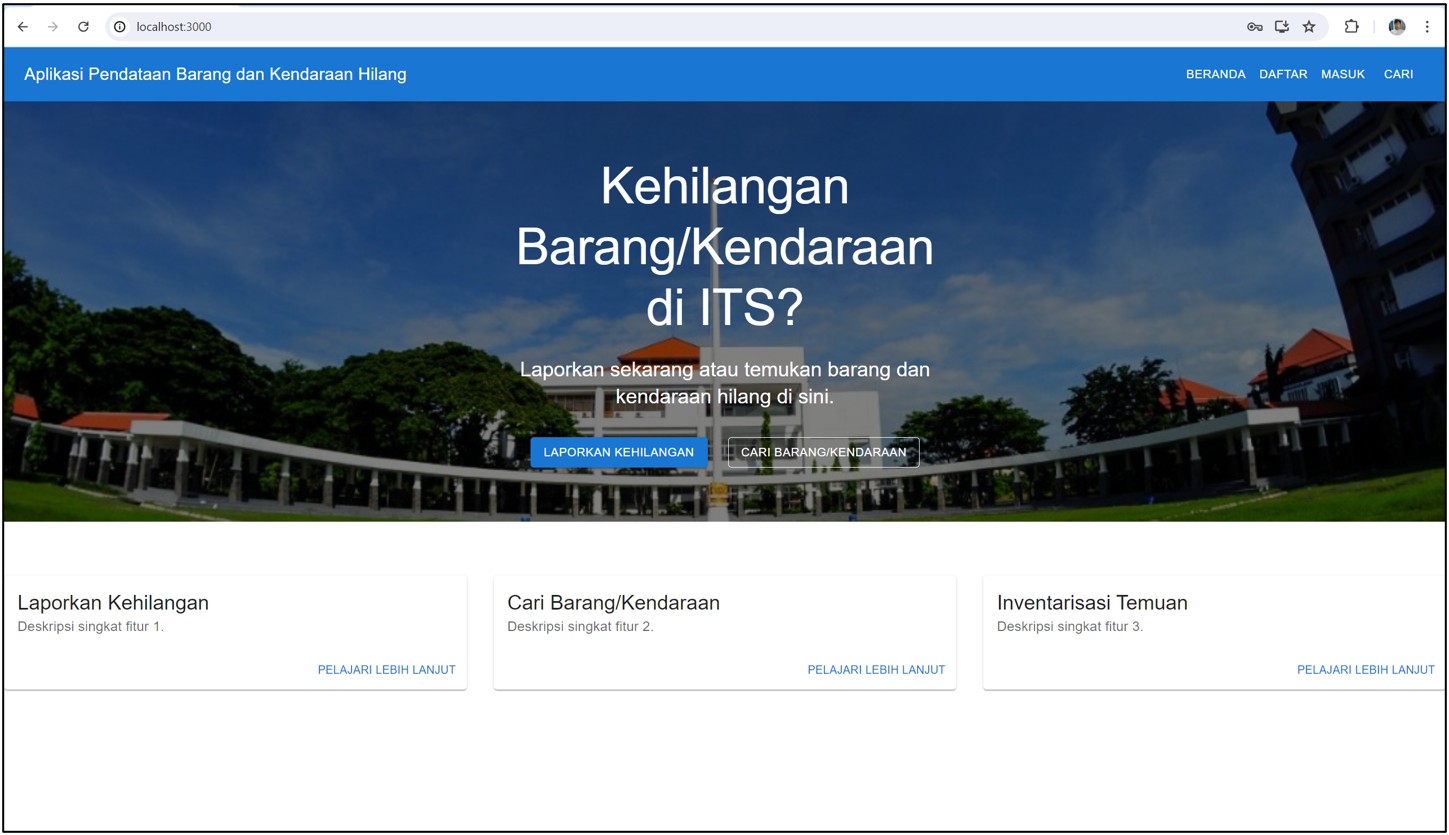 localhost:3000
Aplikasi Pendataan Barang dan Kendaraan Hilang
BERANDA DAFTAR MASUK CARI
Kehilangan
Barang/Kendaraan
di ITS?
Laporkan sekarang atau temukan barang dan
kendaraan hilang di sini.
LAPORKAN KEHILANGAN
CARI BARANG/KENDARAAN
Laporkan Kehilangan
Deskripsi singkat fitur 1.
PELAJARI LEBIH LANJUT
Cari Barang/Kendaraan
Deskripsi singkat fitur 2.
PELAJARI LEBIH LANJUT
Inventarisasi Temuan
Deskripsi singkat fitur 3.
PELAJARI LEBIH LANJUT